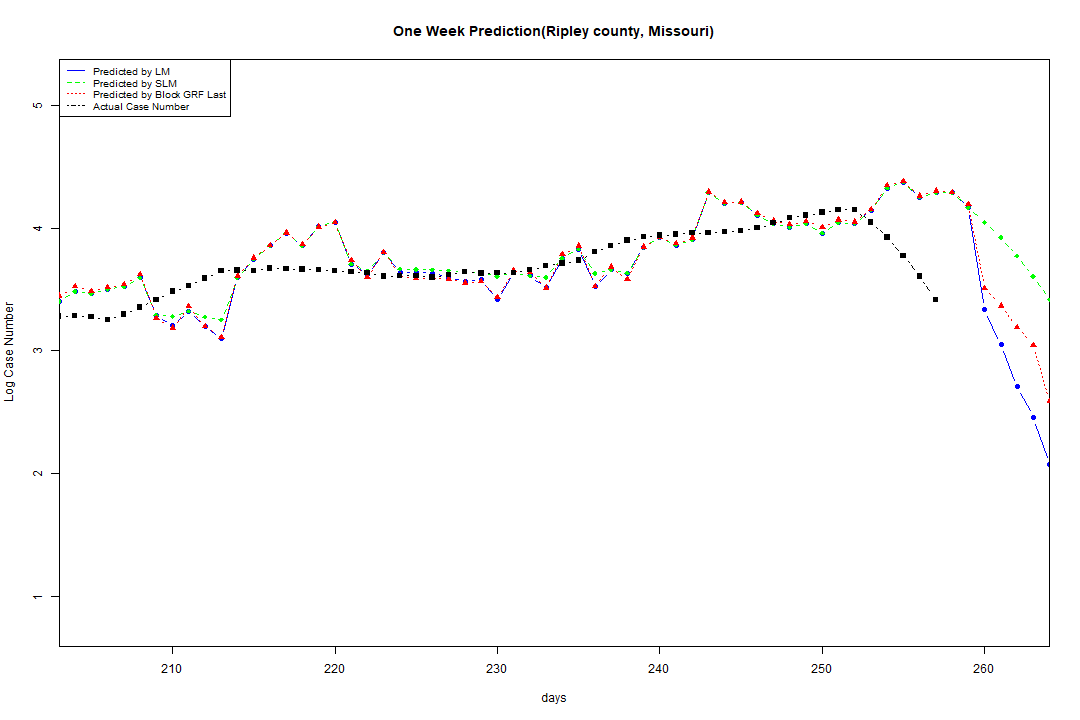 One Week Prediction(Ripley county, Missouri)
Predicted by LM
Predicted by SLM
Predicted by Block GRF Last
Actual Case Number
5
4
3
2
1
Log Case Number
210 220 230 240 250 260
days